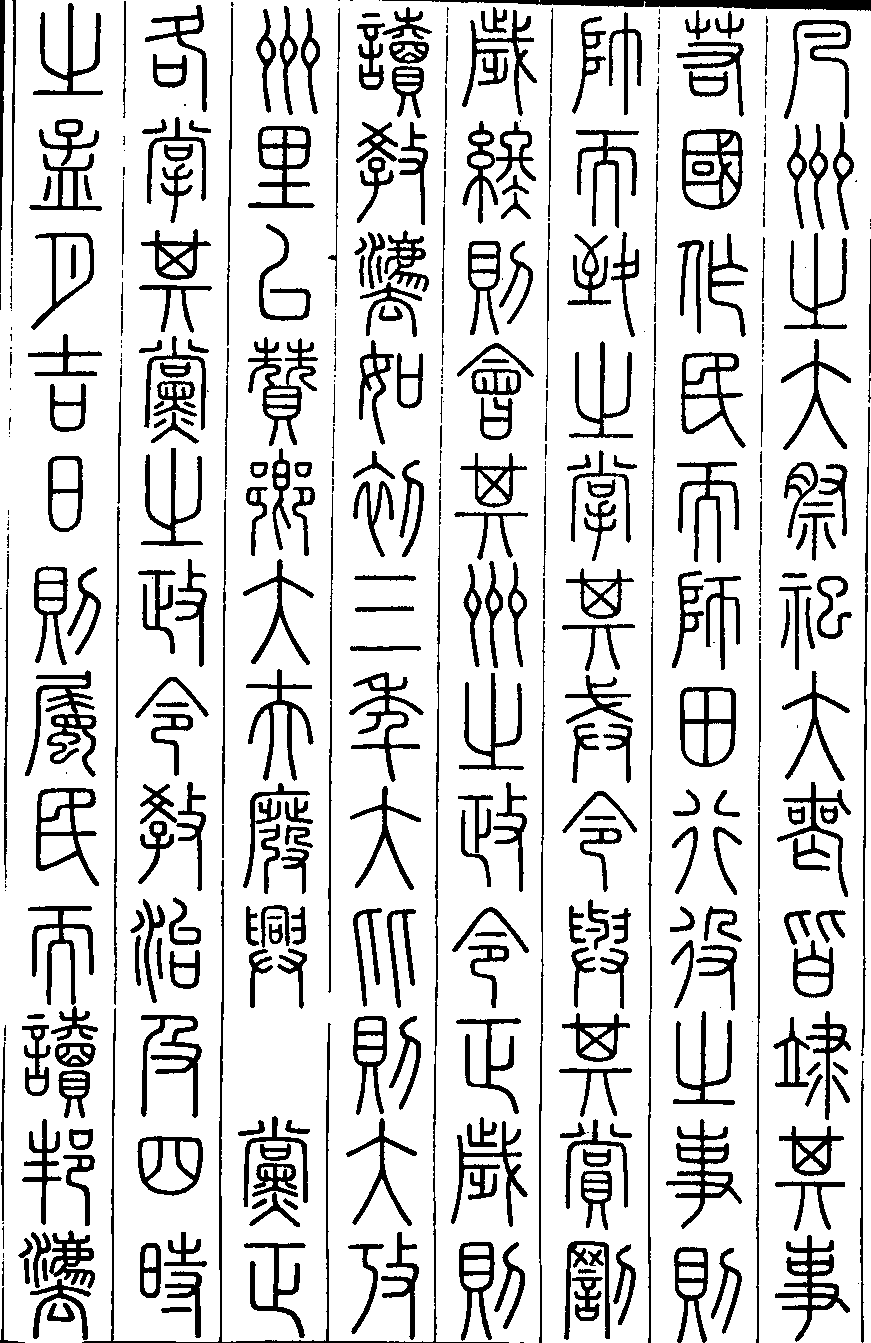 凡州之大祭祀大喪皆䇐其事
若國作民而師田行役之事則
帥而致之掌其戒令與其賞罰
歲終則會其州之政令正歲則
讀教灋如初三年大比則大攷
州里以贊鄉大夫廢興　黨正
各掌其黨之政令教治及四時
之孟月吉日則屬民而讀邦灋